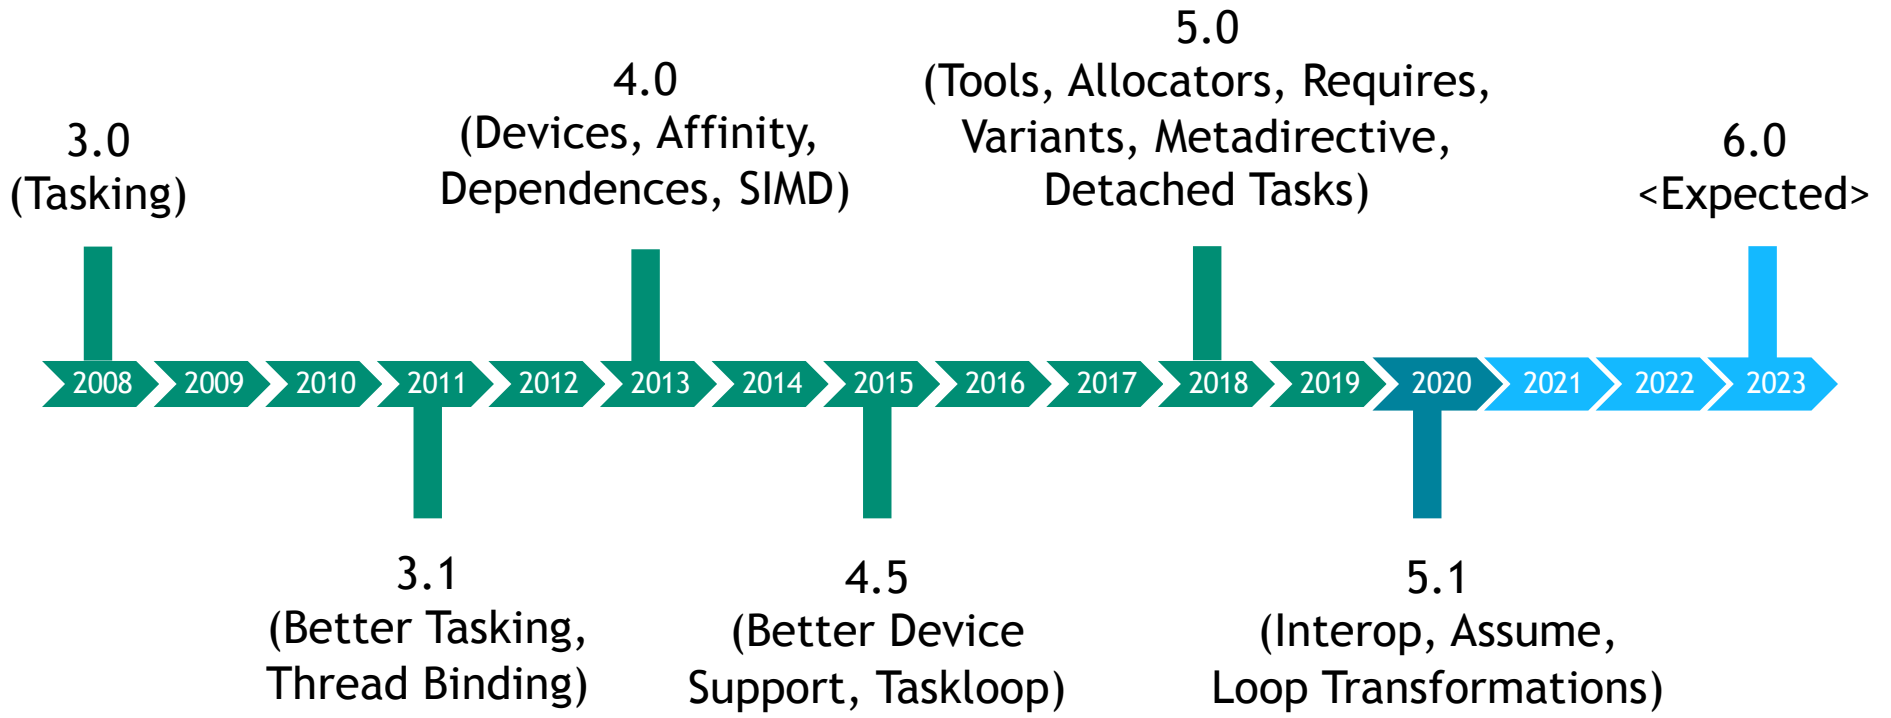 3.0
(Tasking)
4.0
(Devices, Affinity,
Dependences, SIMD)
5.0
(Tools, Allocators, Requires,
Variants, Metadirective,
Detached Tasks)
6.0
<Expected>
2008 2009 2010 2011 2012 2013 2014 2015 2016 2017 2018 2019 2020 2021 2022 2023
3.1
(Better Tasking,
Thread Binding)
4.5
(Better Device
Support, Taskloop)
5.1
(Interop, Assume,
Loop Transformations)